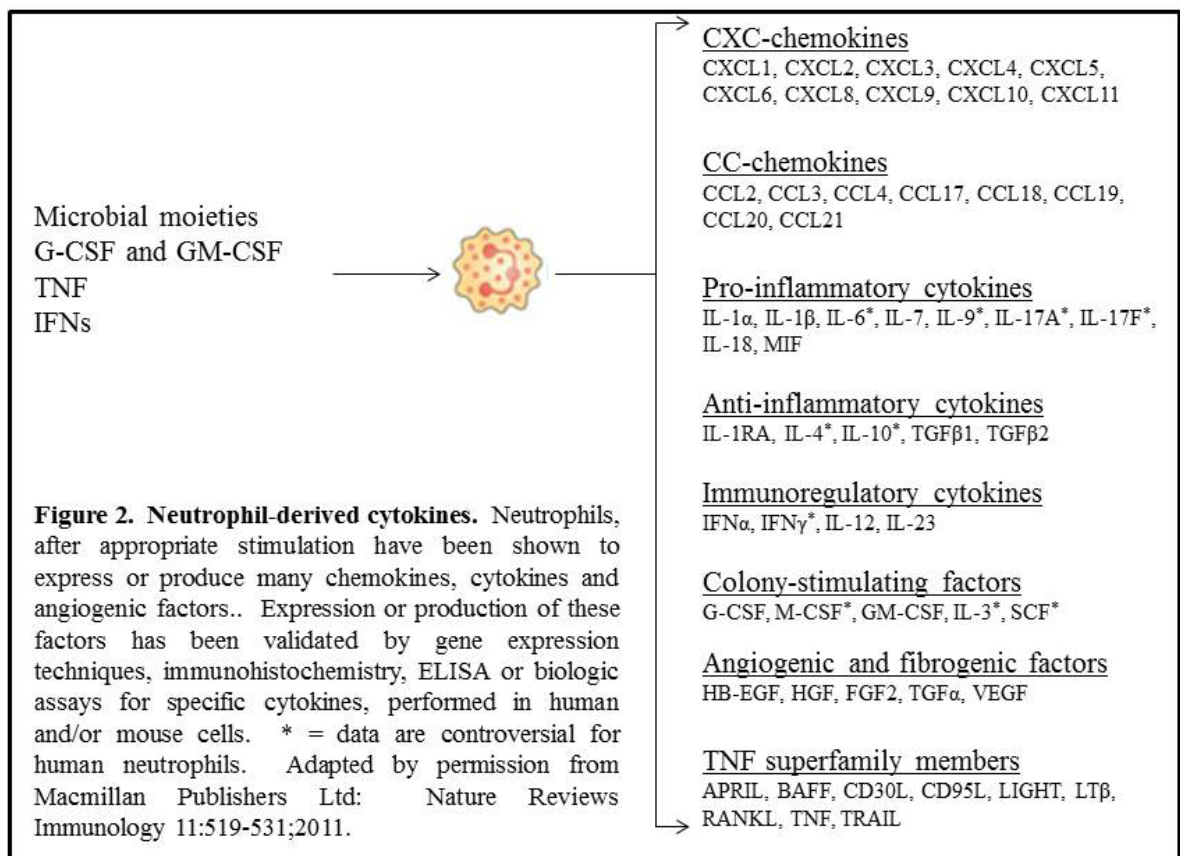 Microbial moieties
G-CSF and GM-CSF
TNF
IFNs
CXC-chemokines
CXCL1, CXCL2, CXCL3, CXCL4, CXCL5,
CXCL6, CXCL8, CXCL9, CXCL10, CXCL11
CC-chemokines
CCL2, CCL3, CCL4, CCL17, CCL18, CCL19,
CCL20, CCL21
Pro-inflammatory cytokines
IL-1α, IL-1β, IL-6*, IL-7, IL-9*, IL-17A*, IL-17F*,
IL-18, MIF
Anti-inflammatory cytokines
IL-1RA, IL-4*, IL-10*, TGFβ1, TGFβ2
Immunoregulatory cytokines
IFNα, IFNγ*, IL-12, IL-23
Colony-stimulating factors
G-CSF, M-CSF*, GM-CSF, IL-3*, SCF*
Angiogenic and fibrogenic factors
HB-EGF, HGF, FGF2, TGFα, VEGF
TNF superfamily members
APRIL, BAFF, CD30L, CD95L, LIGHT, LTβ,
RANKL, TNF, TRAIL
Figure 2. Neutrophil-derived cytokines. Neutrophils,
after appropriate stimulation have been shown to
express or produce many chemokines, cytokines and
angiogenic factors.. Expression or production of these
factors has been validated by gene expression
techniques, immunohistochemistry, ELISA or biologic
assays for specific cytokines, performed in human
and/or mouse cells. * = data are controversial for
human neutrophils. Adapted by permission from
Macmillan Publishers Ltd: Nature Reviews
Immunology 11:519-531;2011.